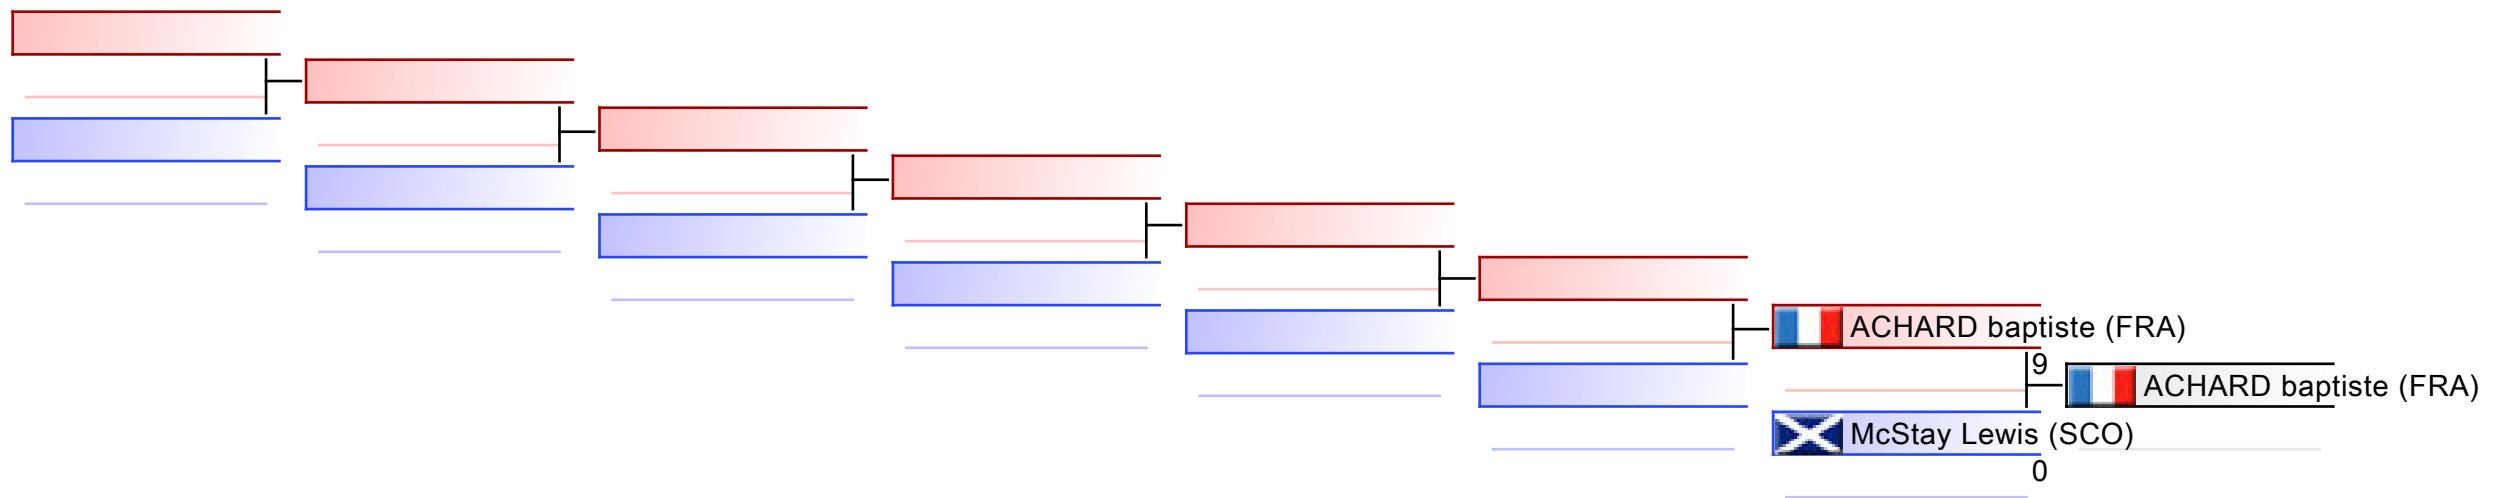 ACHARD baptiste (FRA)
9
ACHARD baptiste (FRA)
McStay Lewis (SCO)
0